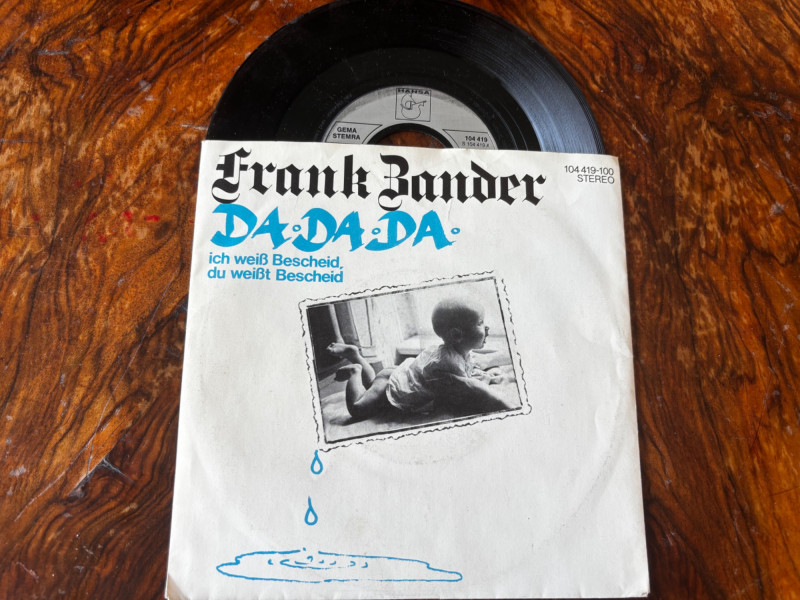 HANSA
GEMA
STEMRA
104 419
Frank Zander
104 419-100
STEREO
DA·DA·DA·
ich weiß Bescheid,
du weißt Bescheid